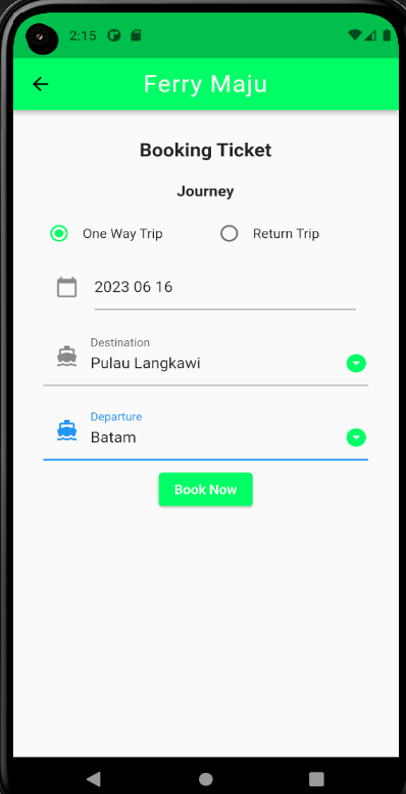 2:15
Ferry Maju
Booking Ticket
Journey
One Way Trip
Return Trip
2023 06 16
Destination
Pulau Langkawi
Departure
Batam
Book Now